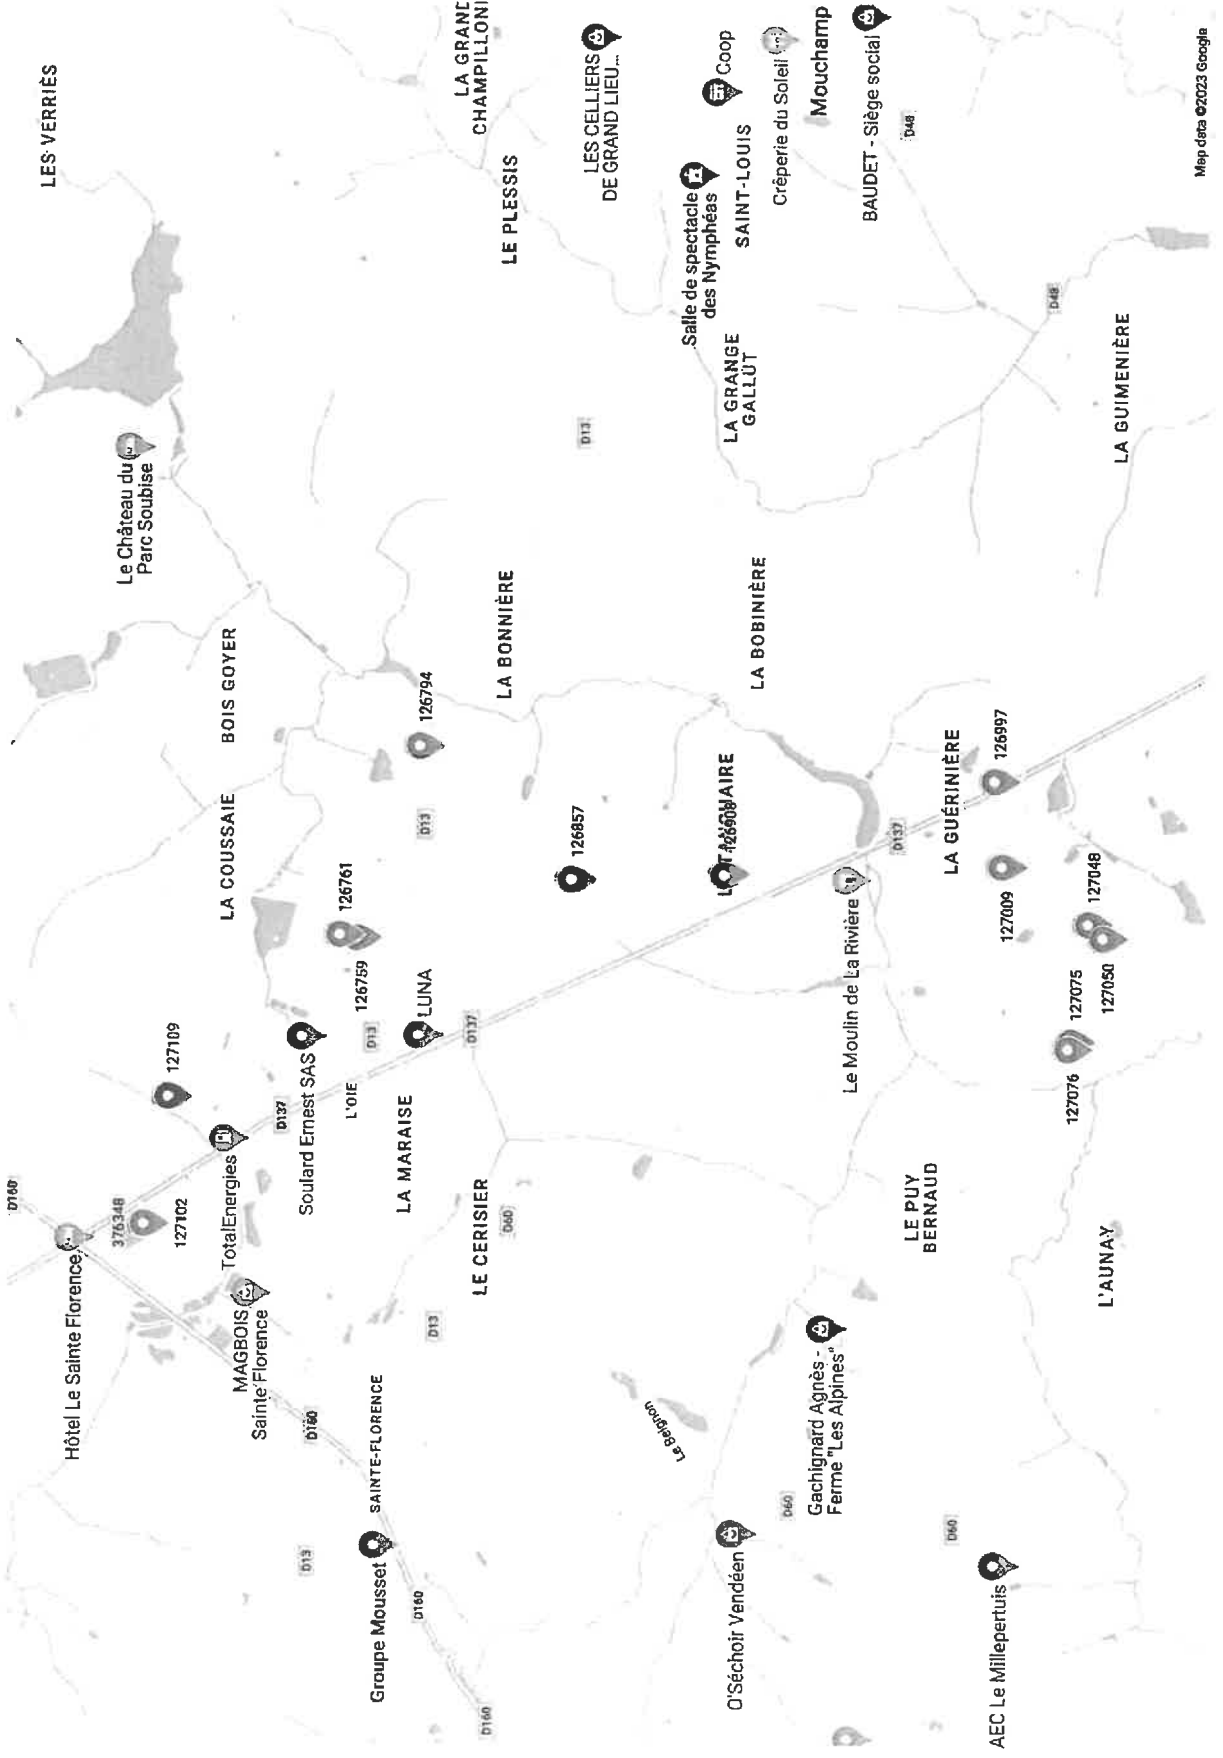 D160
Hôtel Le Sainte Florence
376348
127102
127109
TotalEnergies
MAGBOIS
Sainte Florence
D160
D137
Soulard Ernest SAS
L'OIE
LA MARAISE
LUNA
D13
D137
126759
126761
LA COUSSAIE
BOIS GOYER
Le Château du
Parc Soubise
LES VERRIÈS
D13
126794
LA BONNIÈRE
LE PLESSIS
LA GRAND
CHAMPILLON
LES CELLIERS
DE GRAND LIEU...
D13
Groupe Mousset
SAINTE-FLORENCE
D13
D160
D160
D13
LE CERISIER
D60
126857
126908
LA BOBINIÈRE
LA GRANGE
GALLUT
Salle de spectacle
des Nymphéas
SAINT-LOUIS
Coop
Crêperie du Soleil
Mouchamp
BAUDET - Siège social
D48
Le Beignon
O'Séchoir Vendéen
D60
Gachignard Agnès -
Ferme "Les Alpines"
Le Moulin de La Rivière
D137
LE PUY
BERNAUD
LA GUÉRINIÈRE
126997
127009
D60
AEC Le Millepertuis
127076
127075
127048
127050
L'AUNAY
D48
LA GUIMENIÈRE
Map data ©2023 Google